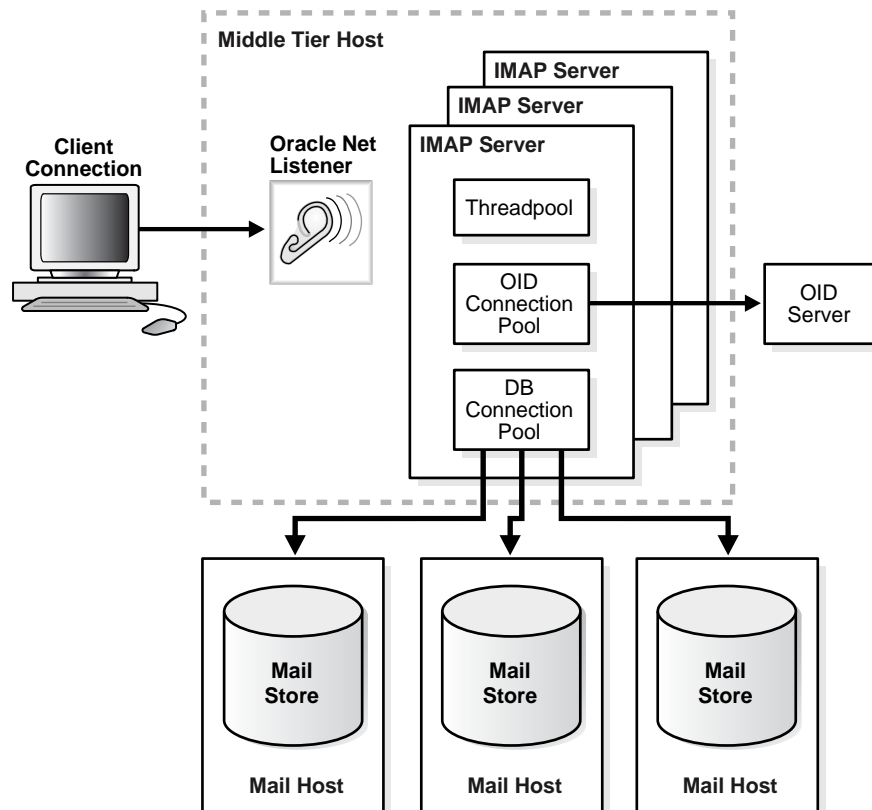 Middle Tier Host
IMAP Server
IMAP Server
IMAP Server
Client
Connection
Oracle Net
Listener
Threadpool
OID
Connection
Pool
OID
Server
DB
Connection
Pool
Mail
Store
Mail
Store
Mail
Store
Mail Host
Mail Host
Mail Host